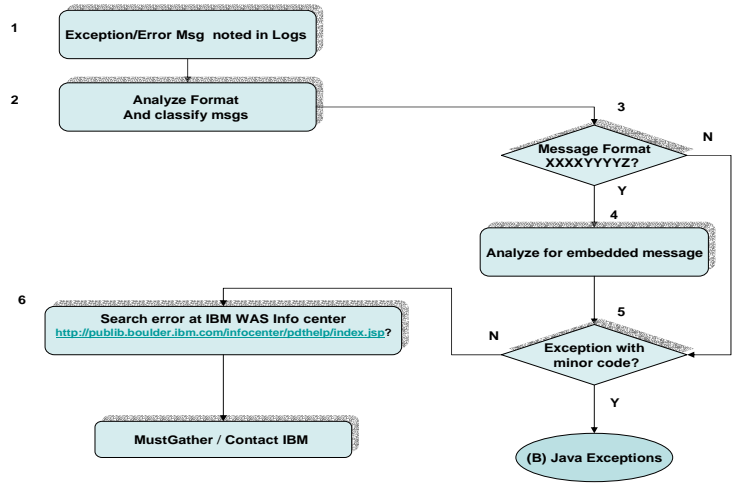 1
Exception/Error Msg noted in Logs
2
Analyze Format
And classify msgs
3
Message Format
XXXXYYYYZ?
N
Y
4
Analyze for embedded message
5
Exception with
minor code?
N
Y
6
Search error at IBM WAS Info center
http://publib.boulder.ibm.com/infocenter/pdthelp/index.jsp?
MustGather / Contact IBM
(B) Java Exceptions